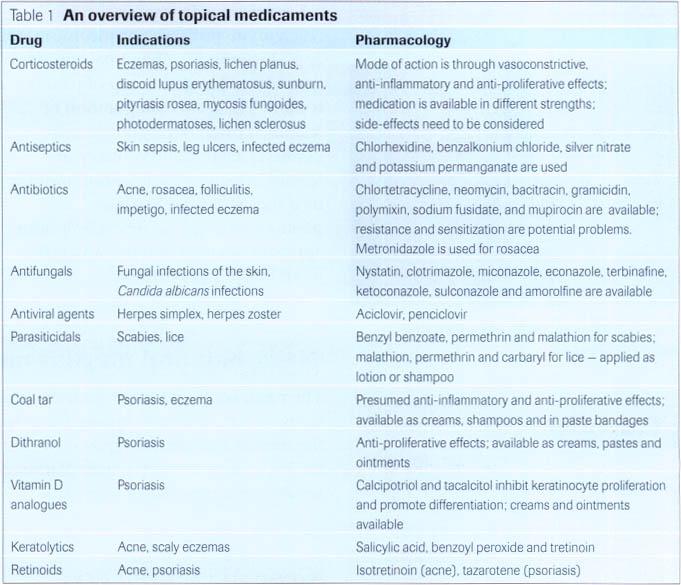 Table 1 An overview of topical medicaments
Drug Indications Pharmacology
Corticosteroids Eczemas, psoriasis, lichen planus, Mode of action is through vasoconstrictive,
discoid lupus erythematosus, sunburn, anti-inflammatory and anti-proliferative effects;
pityriasis rosea, mycosis fungoides, medication is available in different strengths;
photodermatoses, lichen sclerosus side-effects need to be considered
Antiseptics Skin sepsis, leg ulcers, infected eczema Chlorhexidine, benzalkonium chloride, silver nitrate
and potassium permanganate are used
Antibiotics Acne, rosacea, folliculitis, Chlortetracycline, neomycin, bacitracin, gramicidin,
impetigo, infected eczema polymixin, sodium fusidate, and mupirocin are available;
resistance and sensitization are potential problems.
Metronidazole is used for rosacea
Antifungals Fungal infections of the skin, Nystatin, clotrimazole, miconazole, econazole, terbinafine,
Candida albicans infections ketoconazole, sulconazole and amorolfine are available
Antiviral agents Herpes simplex, herpes zoster Aciclovir, penciclovir
Parasiticidals Scabies, lice Benzyl benzoate, permethrin and malathion for scabies;
malathion, permethrin and carbaryl for lice – applied as
lotion or shampoo
Coal tar Psoriasis, eczema Presumed anti-inflammatory and anti-proliferative effects;
available as creams, shampoos and in paste bandages
Dithranol Psoriasis Anti-proliferative effects; available as creams, pastes and
ointments
Vitamin D Psoriasis Calcipotriol and tacalcitol inhibit keratinocyte proliferation
analogues and promote differentiation; creams and ointments
available
Keratolytics Acne, scaly eczemas Salicylic acid, benzoyl peroxide and tretinoin
Retinoids Acne, psoriasis Isotretinoin (acne), tazarotene (psoriasis)